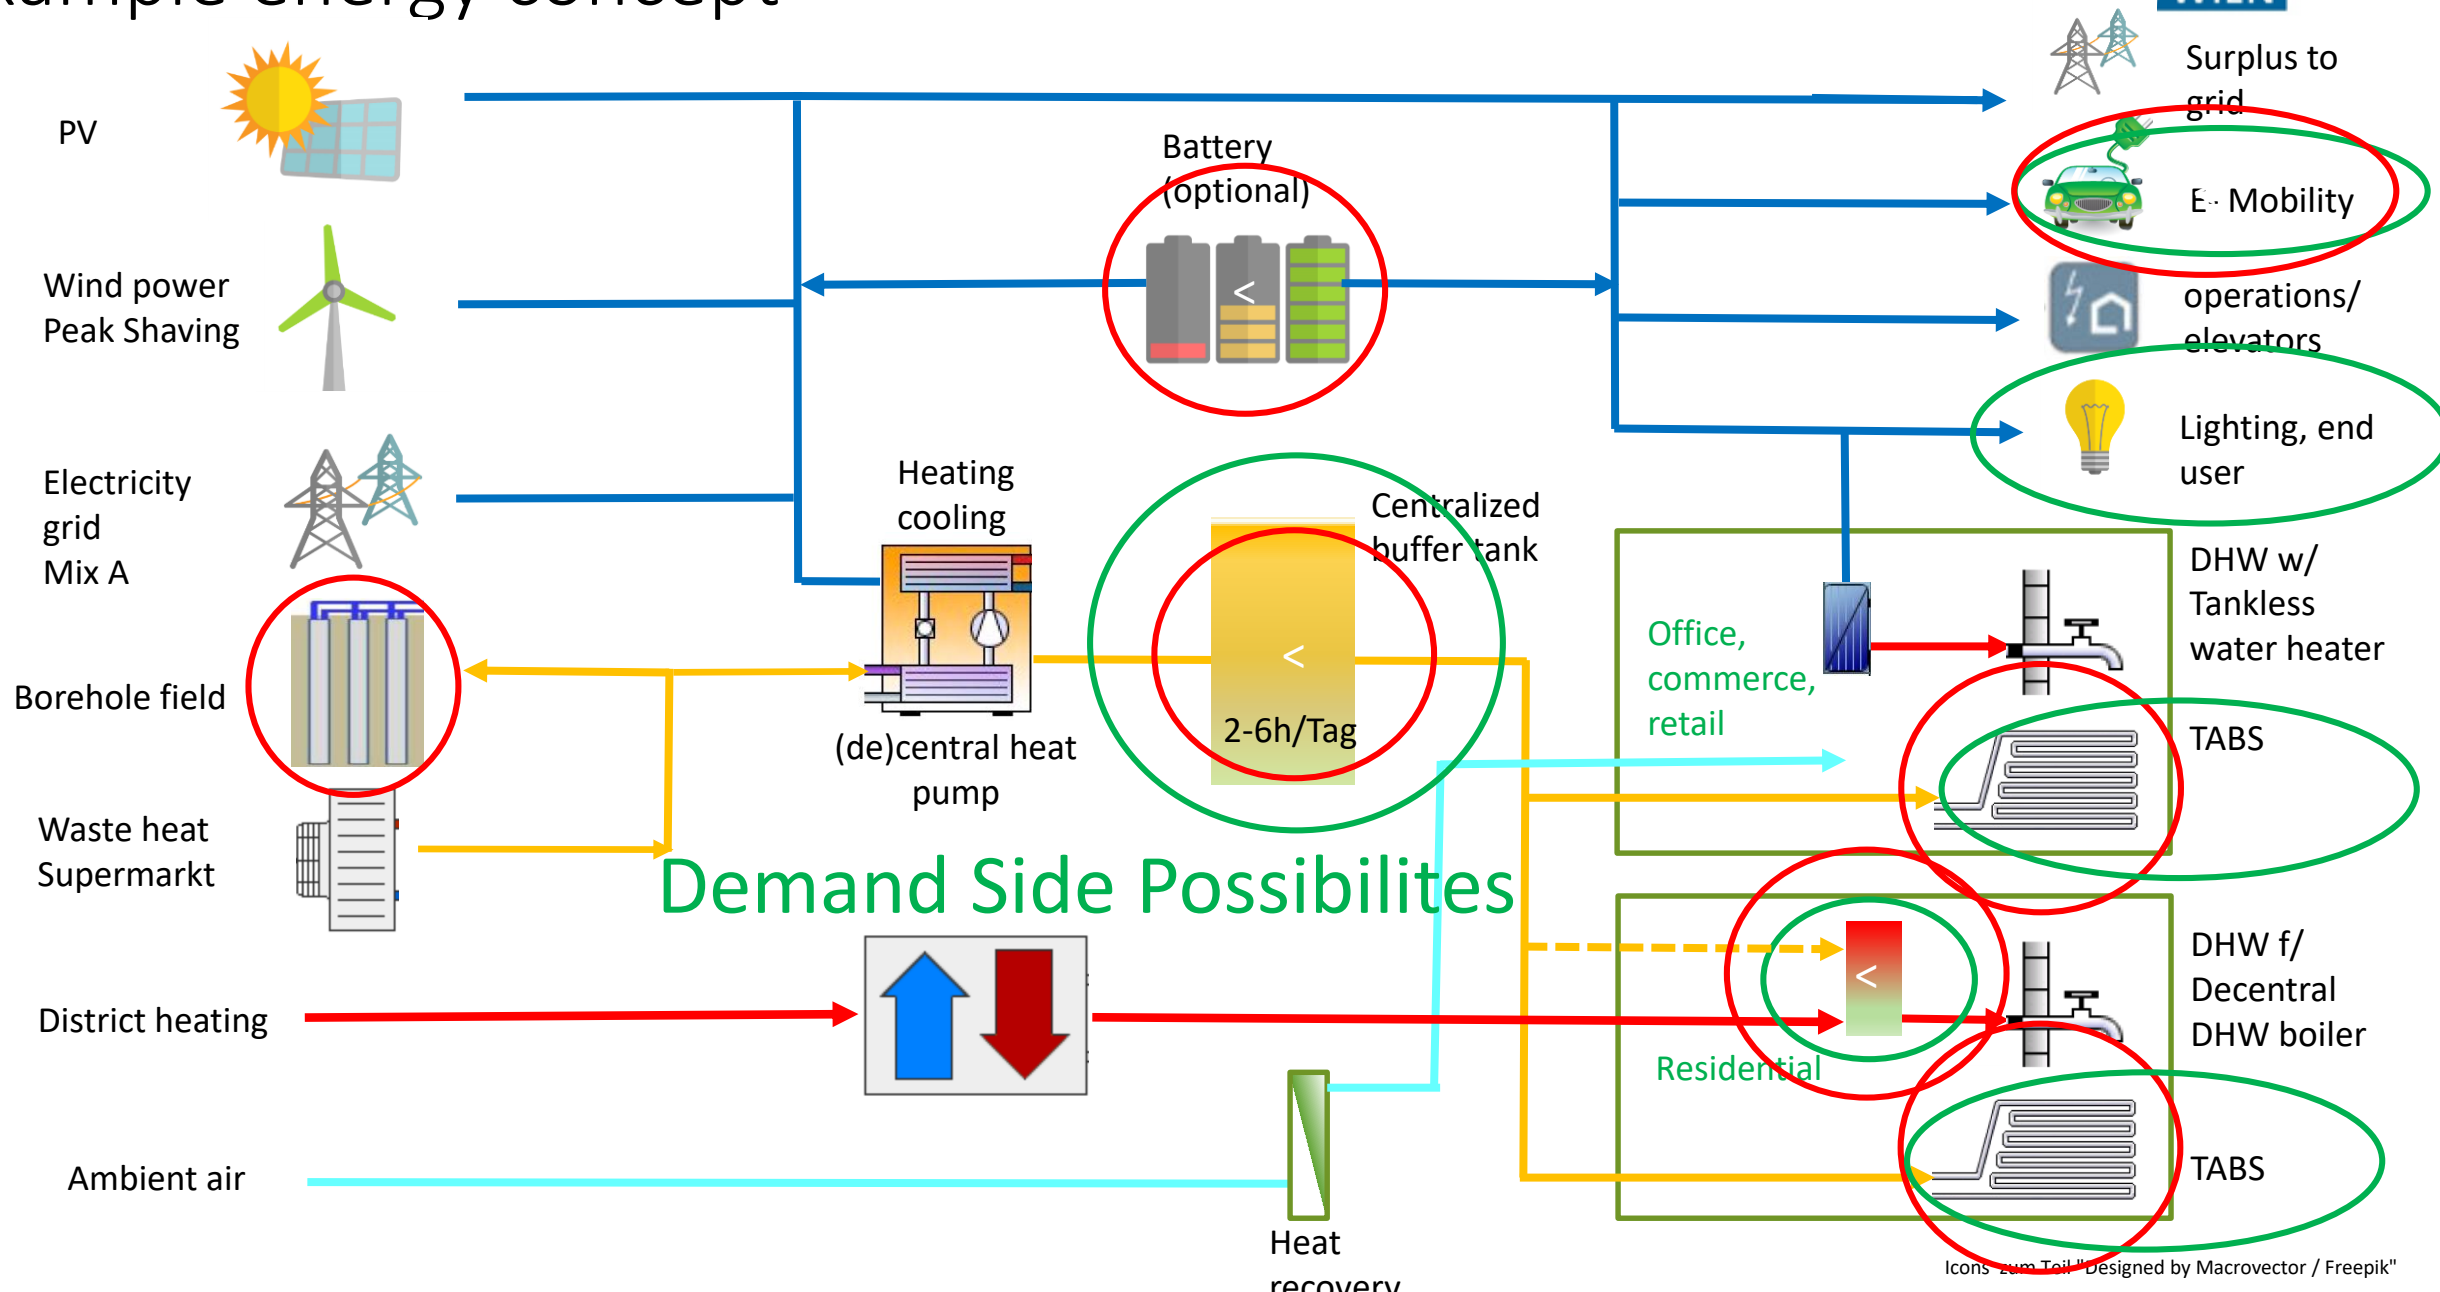 energy concept
WIEN
PV
Wind power
Peak Shaving
Electricity
grid
Mix A
Borehole field
Waste heat
Supermarkt
District heating
Ambient air
Battery
(optional)
<
Heating
cooling
(de)central heat
pump
Centralized
buffer tank
<
2-6h/Tag
Demand Side Possibilites
Heat
recovery
Surplus to
grid
E- Mobility
operations/
elevators
Lighting, end
user
Office,
commerce,
retail
DHW w/
Tankless
water heater
TABS
<
Residential
DHW f/
Decentral
DHW boiler
TABS
Icons zum Teil "Designed by Macrovector / Freepik"